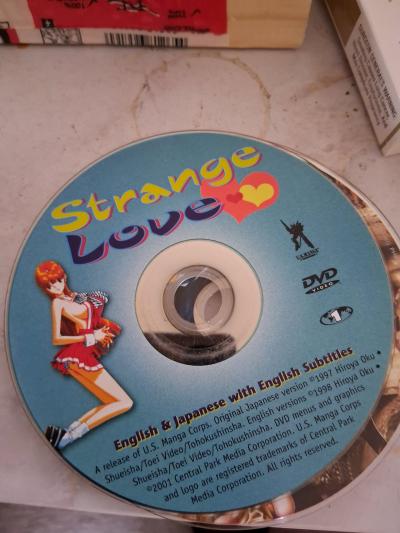 100%
Strange
Love
DVD
VIDEO
1
English & Japanese with English Subtitles
A release of U.S. Manga Corps. Original Japanese version ©1997 Hiroya Oku •
Shueisha/Toei Video/Tohokushinsha. English versions ©1998 Hiroya Oku •
Shueisha/Toei Video/Tohokushinsha. DVD menus and graphics
©2001 Central Park Media Corporation. U.S. Manga Corps
and logo are registered trademarks of Central Park
Media Corporation. All rights reserved.